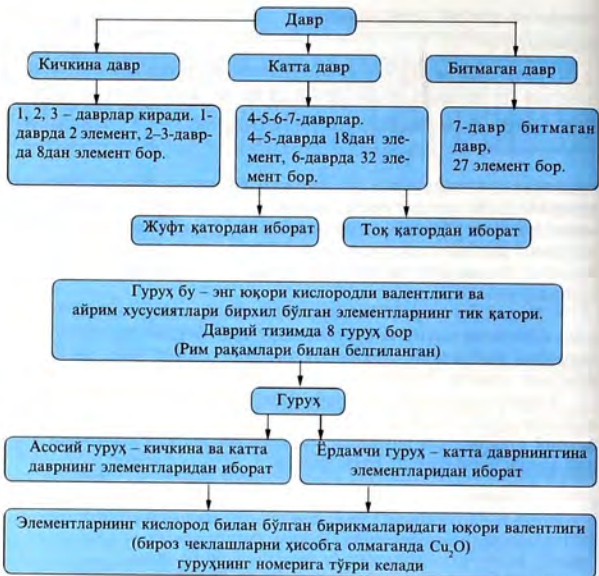 Давр
Кичкина давр
Катта давр
Битмаган давр
1, 2, 3 – даврлар киради. 1-
даврда 2 элемент, 2–3-давр-
да 8дан элемент бор.
4-5-6-7-даврлар.
4–5-даврда 18дан эле-
мент, 6-даврда 32 эле-
мент бор.
7-давр битмаган
давр,
27 элемент бор.
Жуфт қатордан иборат
Тоқ қатордан иборат
Гуруҳ бу – энг юқори кислородли валентлиги ва
айрим хусусиятлари бирхил бўлган элементларнинг тик қатори.
Даврий тизимда 8 гуруҳ бор
(Рим рақамлари билан белгиланган)
Гуруҳ
Асосий гуруҳ – кичкина ва катта
даврнинг элементларидан иборат
Ёрдамчи гуруҳ – катта даврнинггина
элементларидан иборат
Элементларнинг кислород билан бўлган бирикмаларидаги юқори валентлиги
(бироз чеклашларни ҳисобга олмаганда Cu₂O)
гуруҳнинг номерига тўғри келади